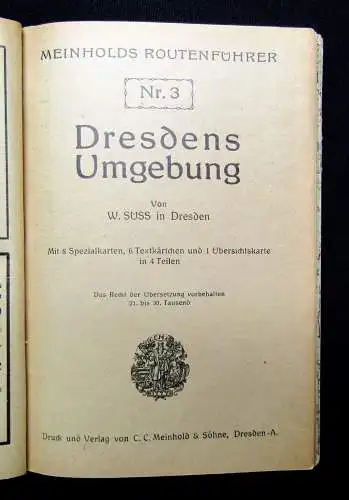 MEINHOLDS ROUTENFÜHRER
Nr. 3
Dresdens
Umgebung
Von
W. SÜSS in Dresden
Mit 8 Spezialkarten, 6 Textkärtchen und 1 Übersichtskarte
in 4 Teilen
Das Recht der Übersetzung vorbehalten
21. bis 30. Tausend
Druck und Verlag von C. C. Meinhold & Söhne, Dresden-A.